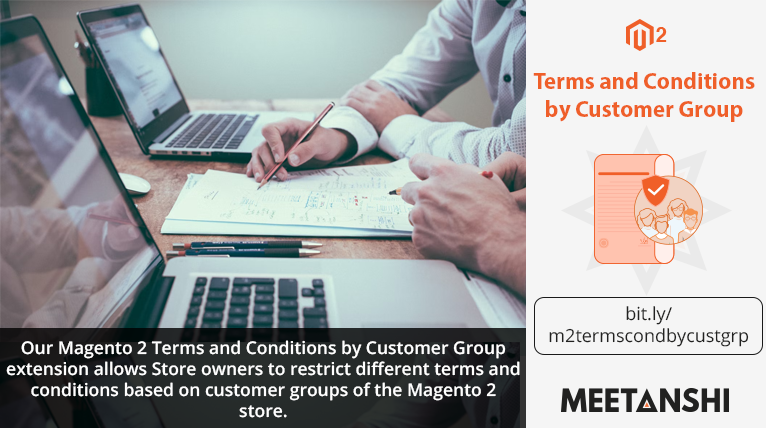 2
Terms and Conditions
by Customer Group
bit.ly/
m2termscondbycustgrp
MEETANSHI
Our Magento 2 Terms and Conditions by Customer Group
extension allows Store owners to restrict different terms and
conditions based on customer groups of the Magento 2
store.